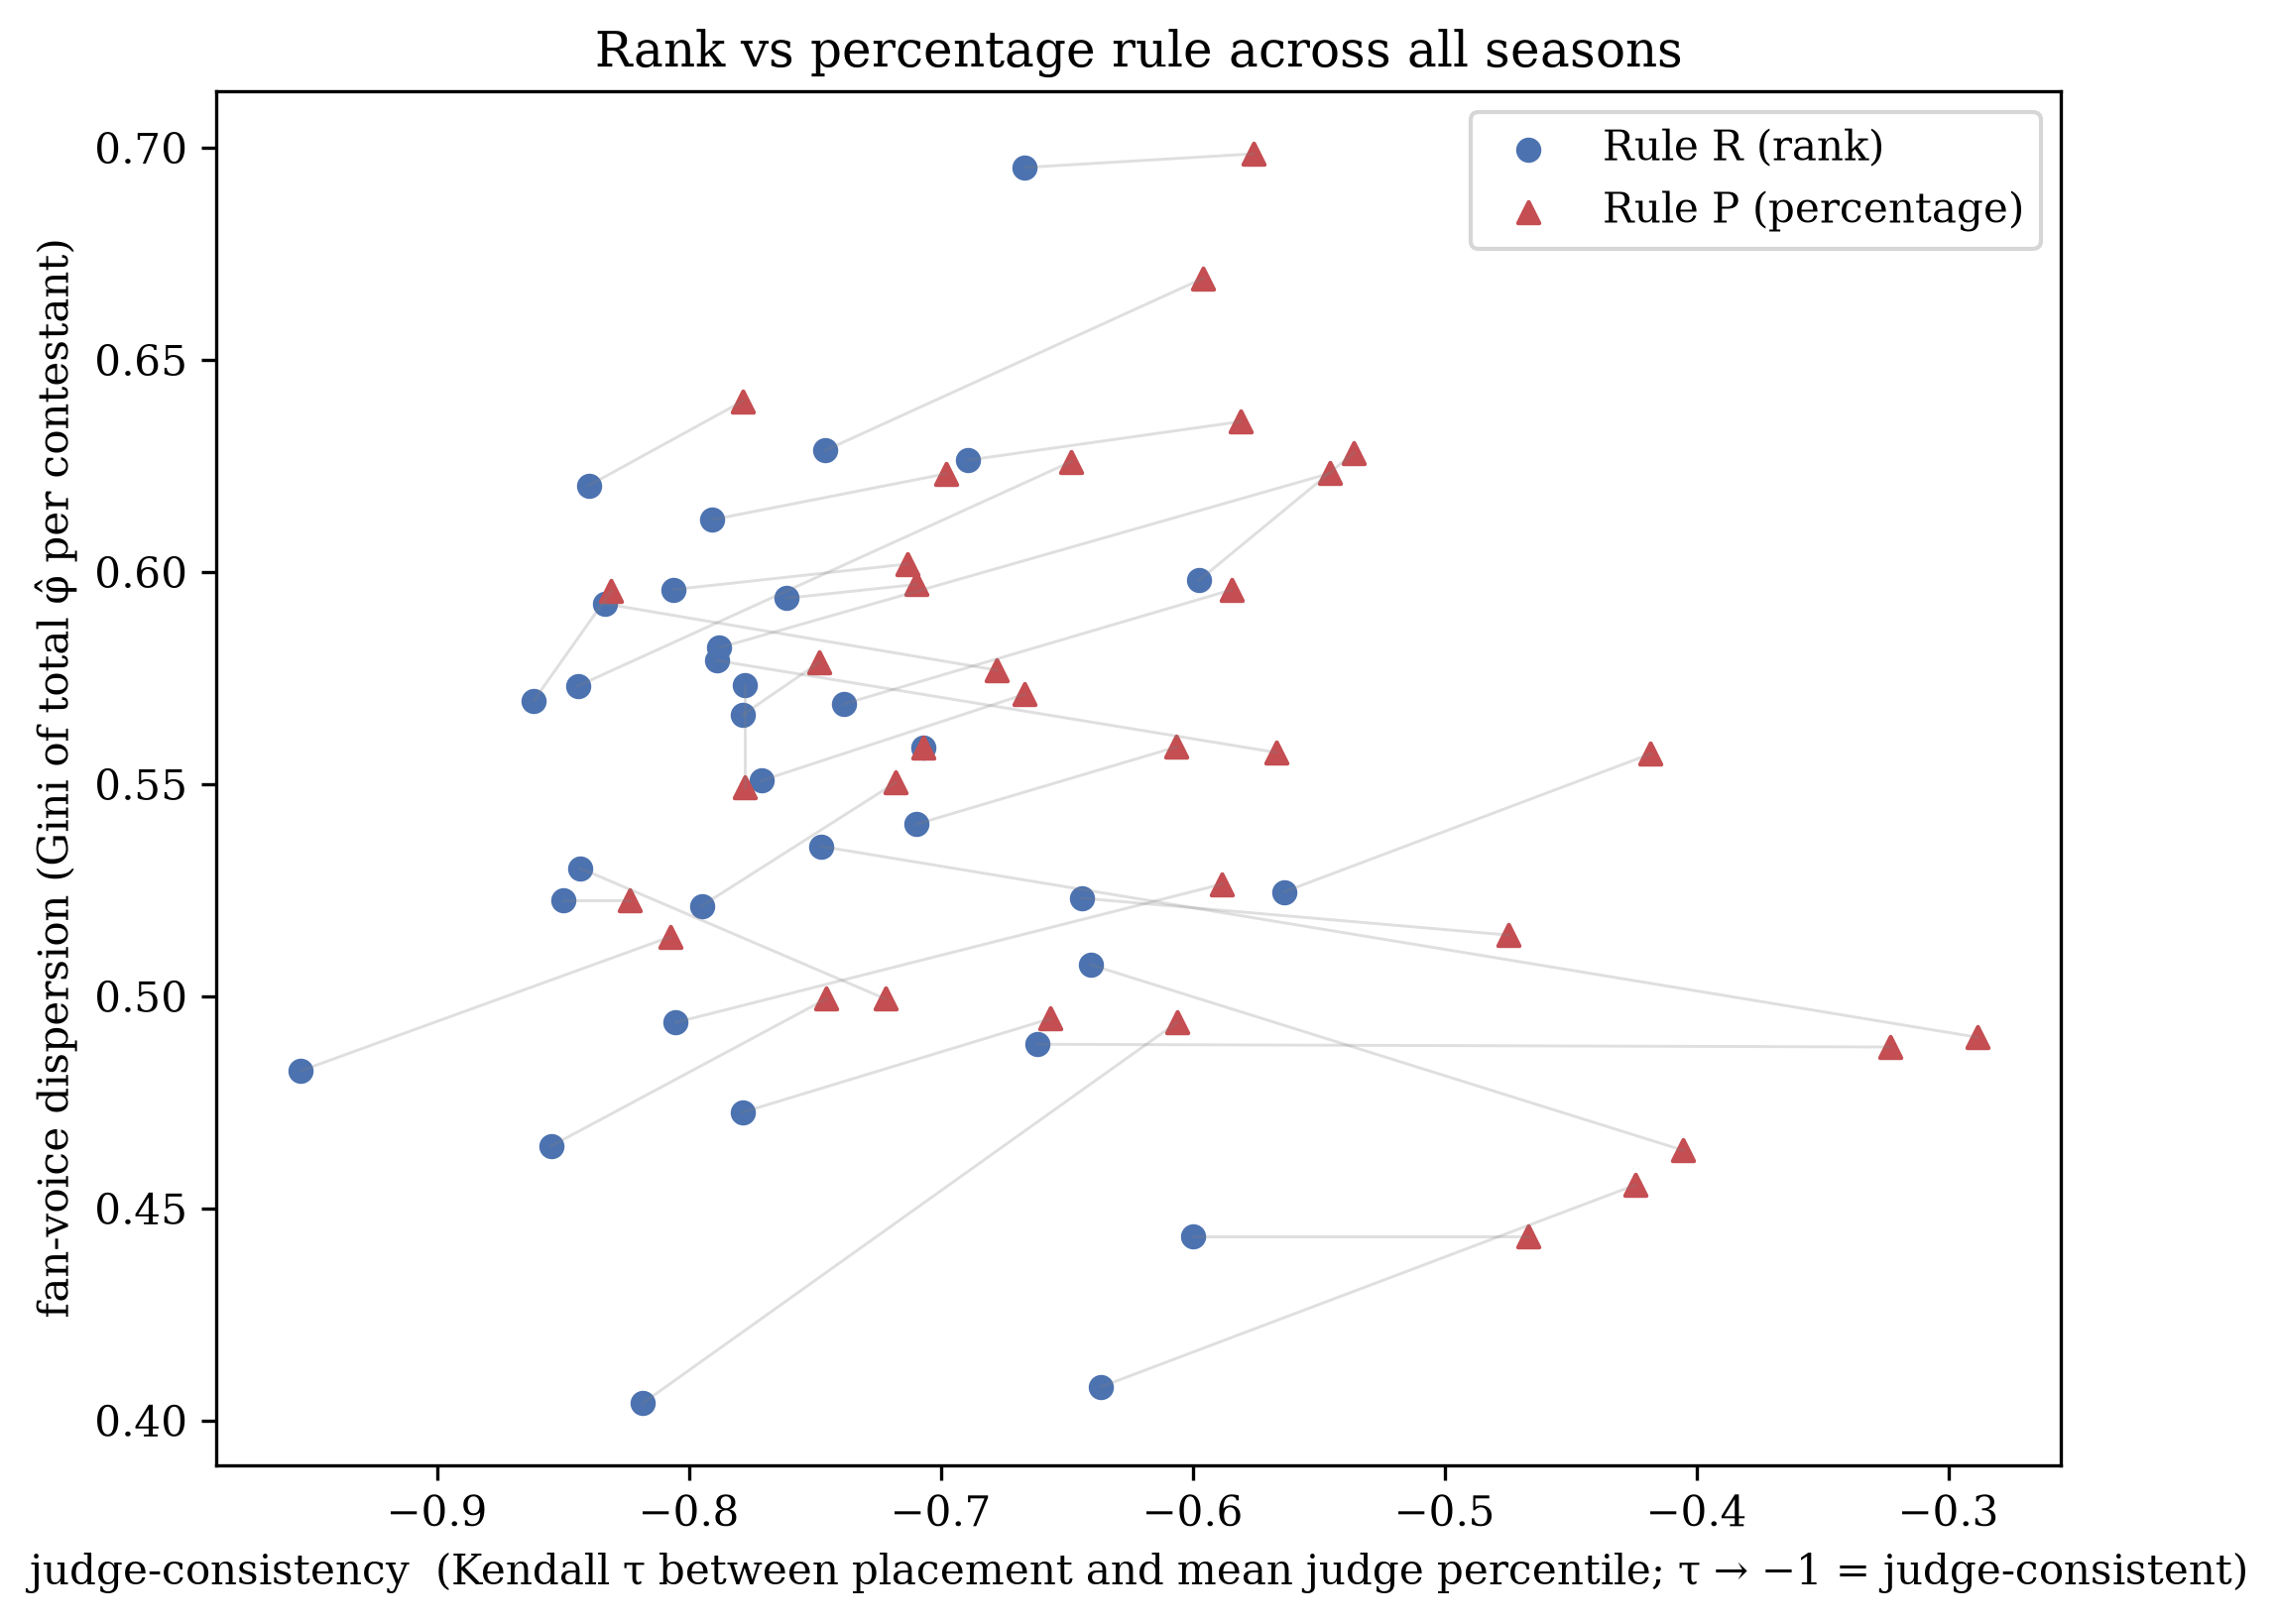 Rank vs percentage rule across all seasons
Rule R (rank)
Rule P (percentage)
fan-voice dispersion (Gini of total φ̂ per contestant)
0.70
0.65
0.60
0.55
0.50
0.45
0.40
−0.9
−0.8
−0.7
−0.6
−0.5
−0.4
−0.3
judge-consistency (Kendall τ between placement and mean judge percentile; τ → −1 = judge-consistent)